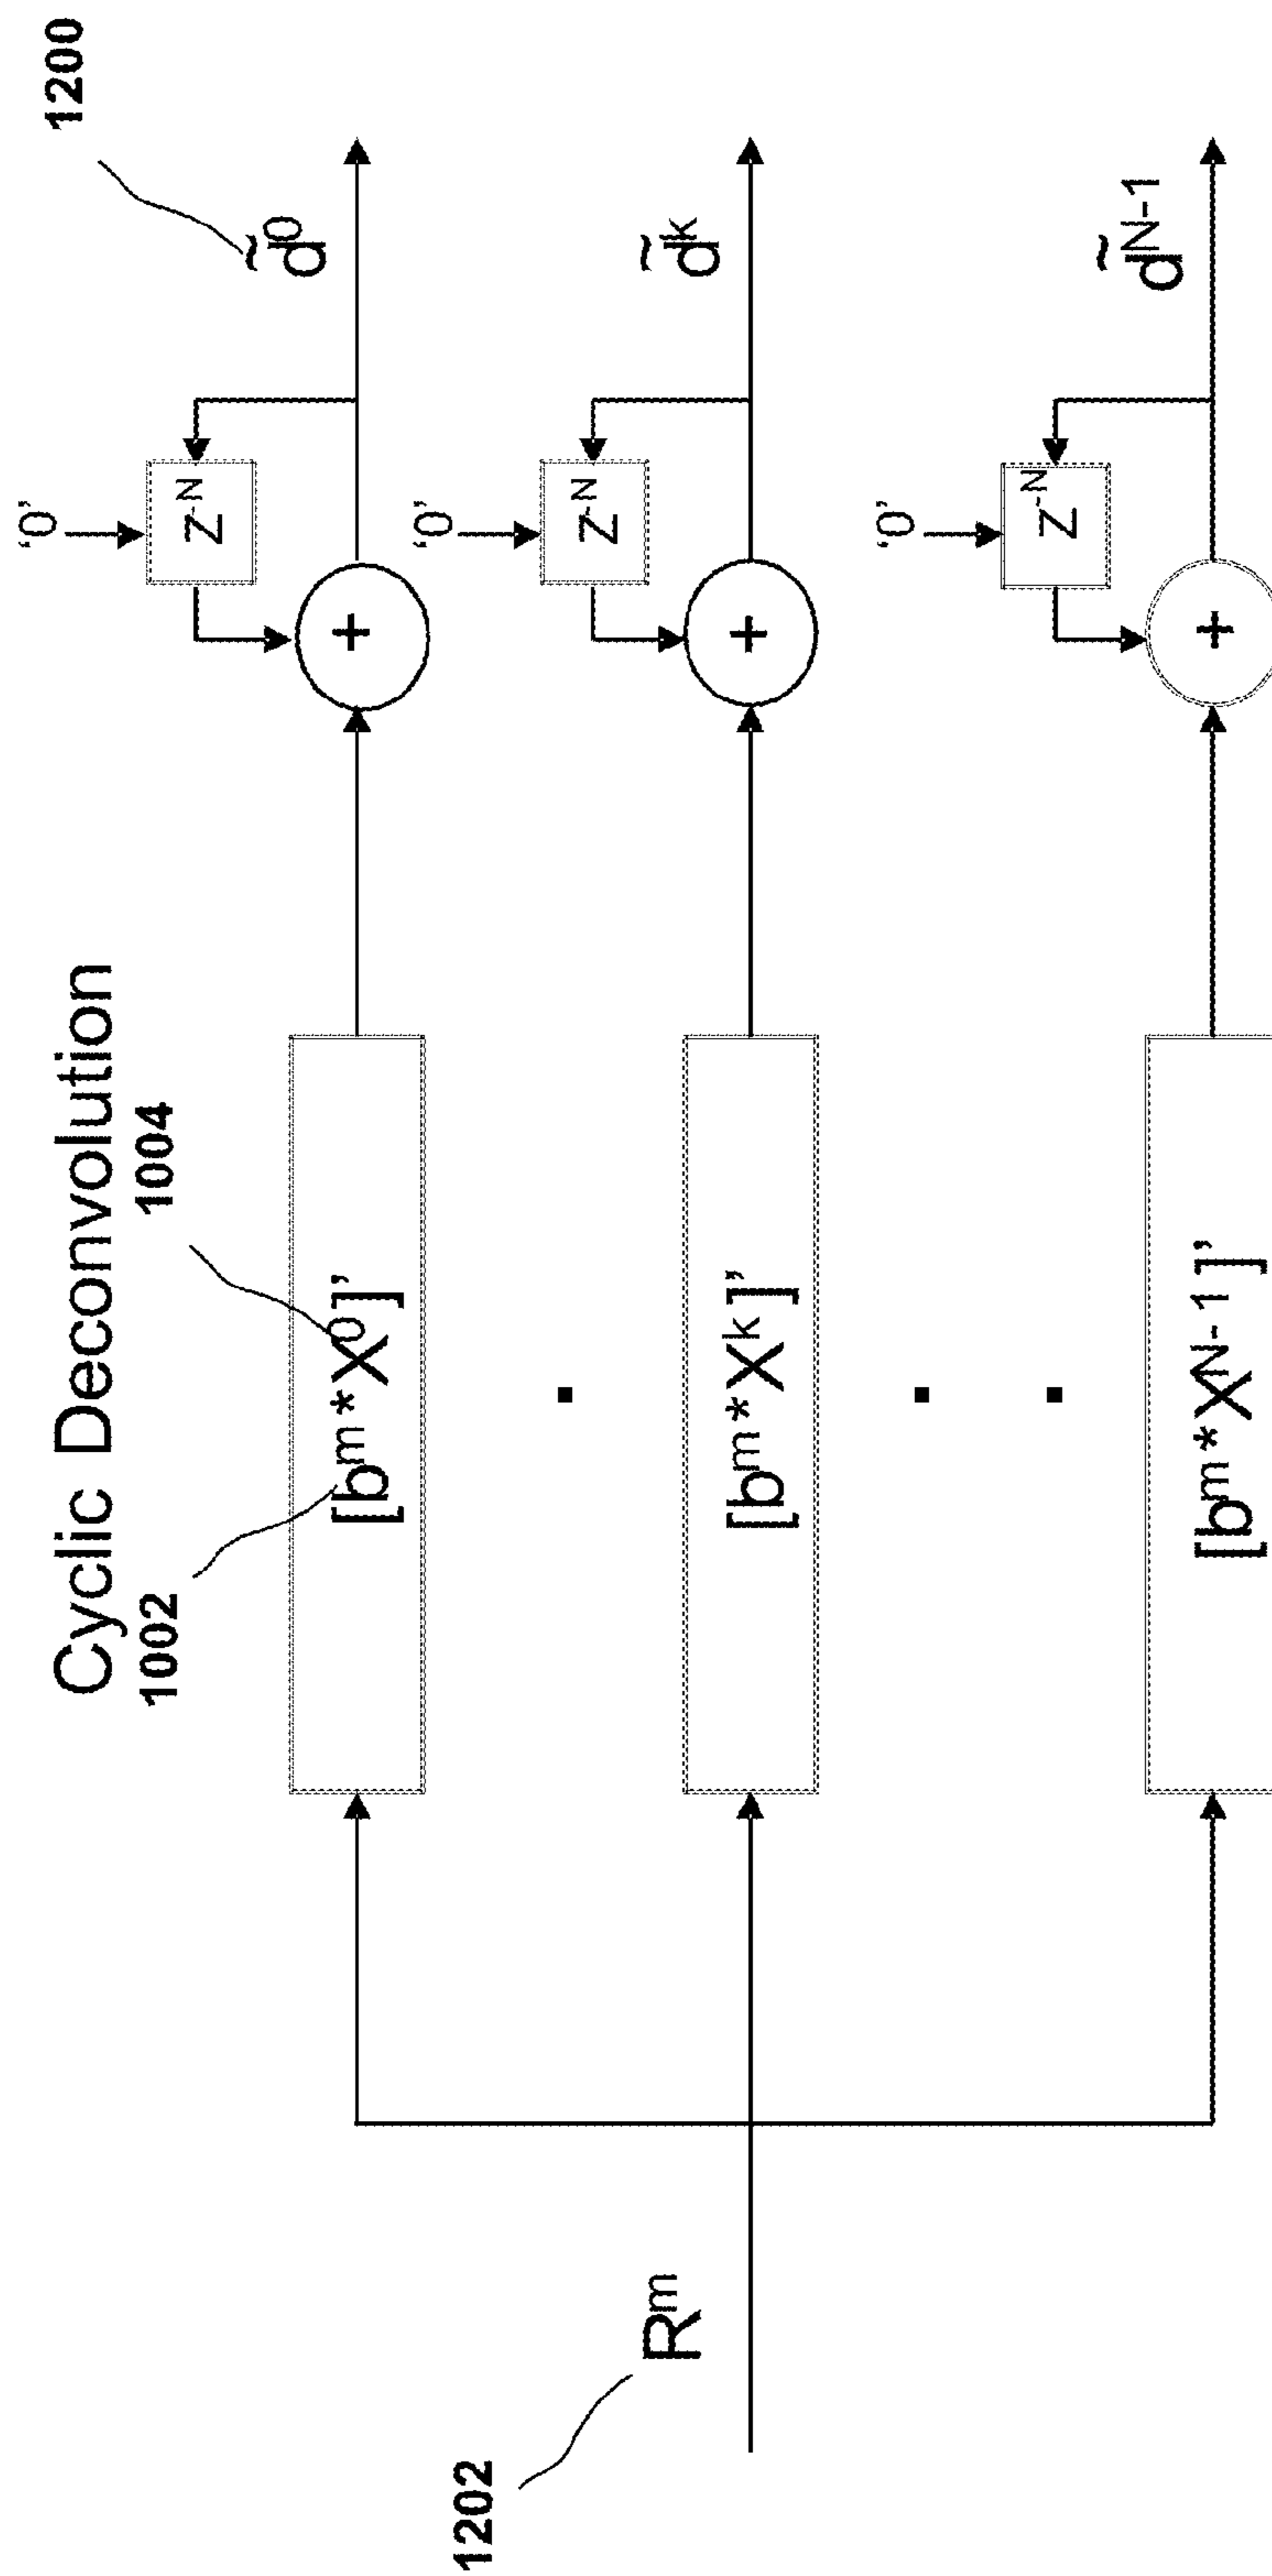 Cyclic Deconvolution
1002
1004
1200
[b^m * X^0]'
+
'0'
Z^-N
d̃^0
1202
R^m
[b^m * X^k]'
+
'0'
Z^-N
d̃^k
[b^m * X^N-1]'
+
'0'
Z^-N
d̃^N-1